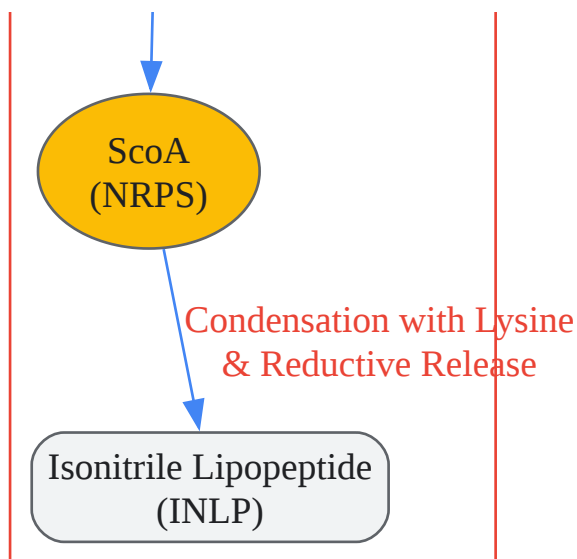 ScoA
(NRPS)
Condensation with Lysine
& Reductive Release
Isonitrile Lipopeptide
(INLP)